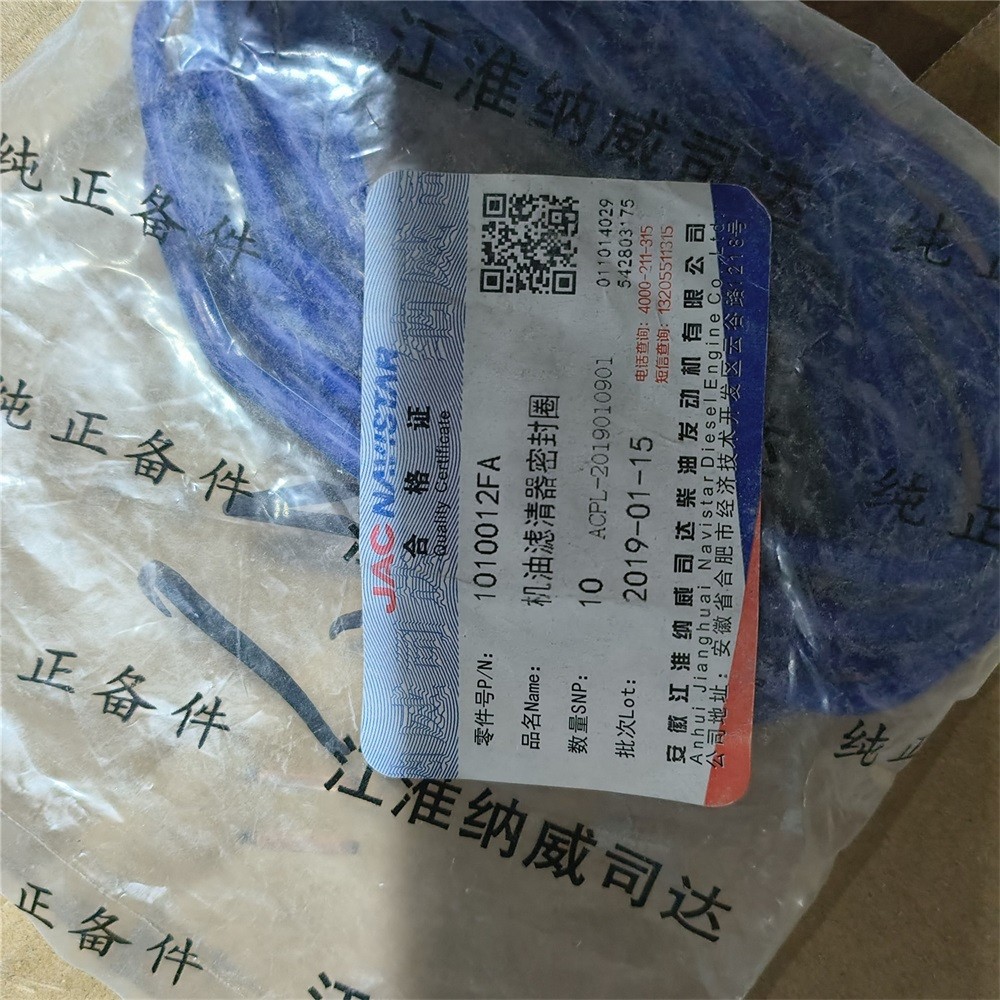 江淮纳威司达
纯正备件
纯正备件
正备件
正备件
江淮纳威司达
纯正
纯正
江淮
JAC NAVISTAR
合格证
Quality Certificate
零件号P/N: 1010012FA
品名Name: 机油滤清器密封圈
数量SNP: 10 ACPL-2019010901
批次Lot: 2019-01-15
011014029
542803175
电话查询: 4000-211-315
短信查询: 13205511315
安徽江淮纳威司达柴油发动机有限公司
Anhui Jianghuai Navistar Diesel Engine Co., Ltd.
公司地址: 安徽省合肥市经济技术开发区云谷路1218号